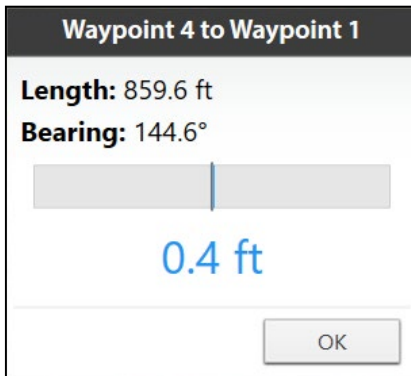 Waypoint 4 to Waypoint 1
Length: 859.6 ft
Bearing: 144.6°
0.4 ft
OK